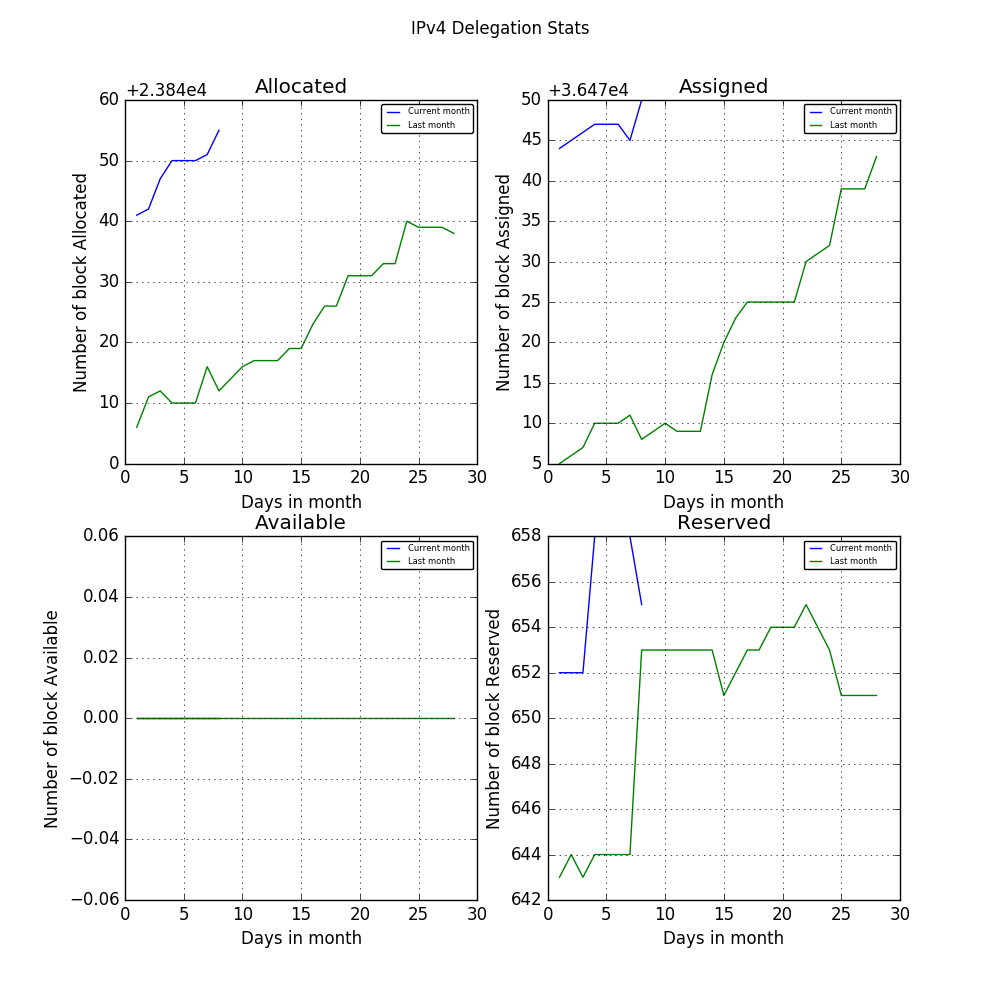 IPv4 Delegation Stats
+2.384e4
Allocated
60
50
40
30
20
10
0
Number of block Allocated
Current month
Last month
0 5 10 15 20 25 30
Days in month
+3.647e4
Assigned
50
45
40
35
30
25
20
15
10
5
Number of block Assigned
Current month
Last month
0 5 10 15 20 25 30
Days in month
Available
0.06
0.04
0.02
0.00
−0.02
−0.04
−0.06
Number of block Available
Current month
Last month
0 5 10 15 20 25 30
Days in month
Reserved
658
656
654
652
650
648
646
644
642
Number of block Reserved
Current month
Last month
0 5 10 15 20 25 30
Days in month